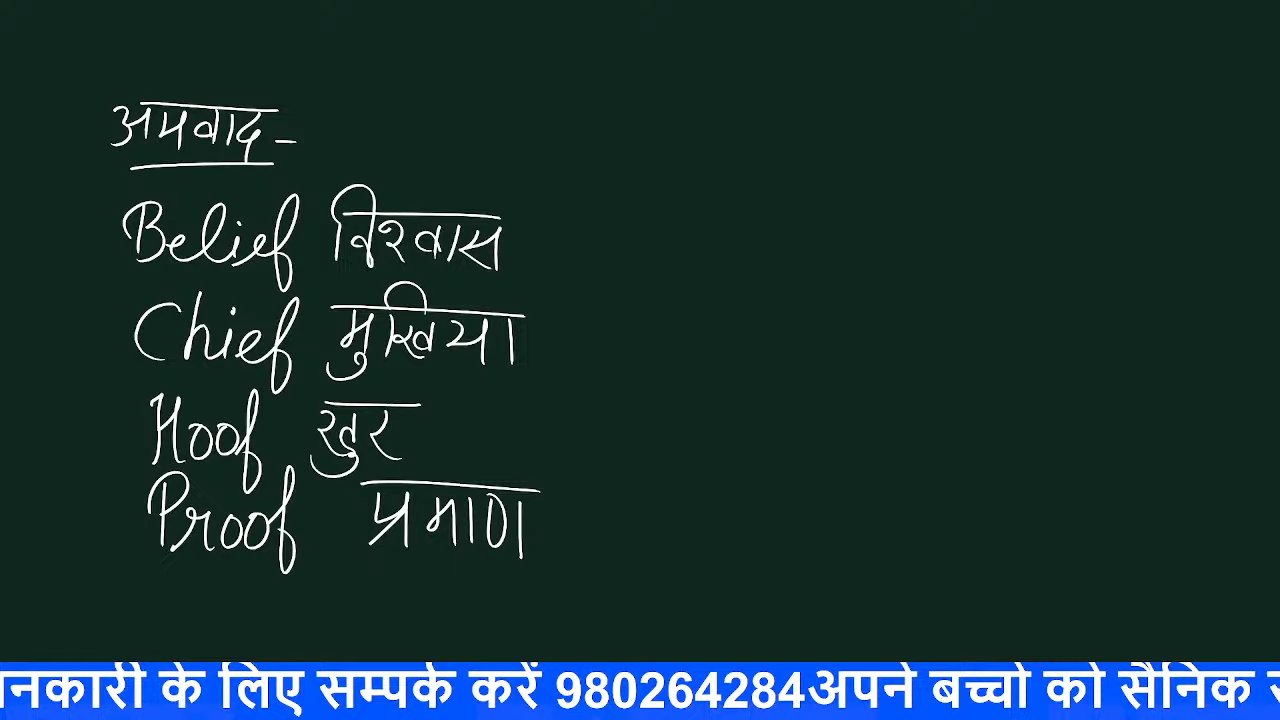 अपवाद -
Belief विश्वास
Chief मुखिया
Hoof खुर
Proof प्रमाण
नकारी के लिए सम्पर्क करें 980264284अपने बच्चो को सैनिक